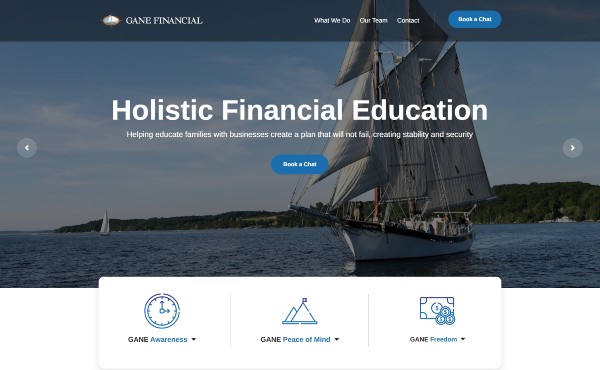 GANE FINANCIAL
What We Do Our Team Contact Book a Chat
Holistic Financial Education
Helping educate families with businesses create a plan that will not fail, creating stability and security
Book a Chat
GANE Awareness GANE Peace of Mind GANE Freedom